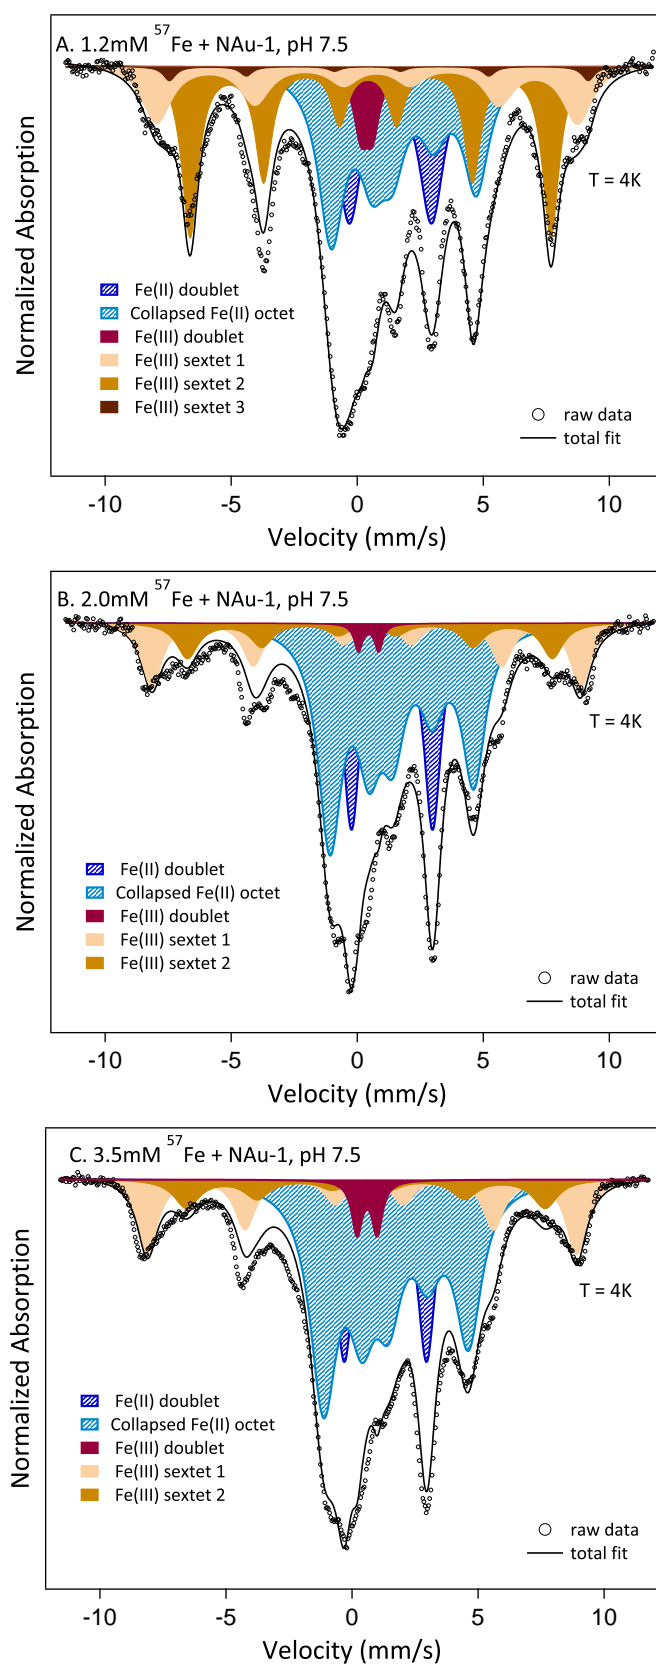 A. 1.2mM 57Fe + NAu-1, pH 7.5
Normalized Absorption
T = 4K
Fe(II) doublet
Collapsed Fe(II) octet
Fe(III) doublet
Fe(III) sextet 1
Fe(III) sextet 2
Fe(III) sextet 3
raw data
total fit
-10 -5 0 5 10
Velocity (mm/s)
B. 2.0mM 57Fe + NAu-1, pH 7.5
Normalized Absorption
T = 4K
Fe(II) doublet
Collapsed Fe(II) octet
Fe(III) doublet
Fe(III) sextet 1
Fe(III) sextet 2
raw data
total fit
-10 -5 0 5 10
Velocity (mm/s)
C. 3.5mM 57Fe + NAu-1, pH 7.5
Normalized Absorption
T = 4K
Fe(II) doublet
Collapsed Fe(II) octet
Fe(III) doublet
Fe(III) sextet 1
Fe(III) sextet 2
raw data
total fit
-10 -5 0 5 10
Velocity (mm/s)